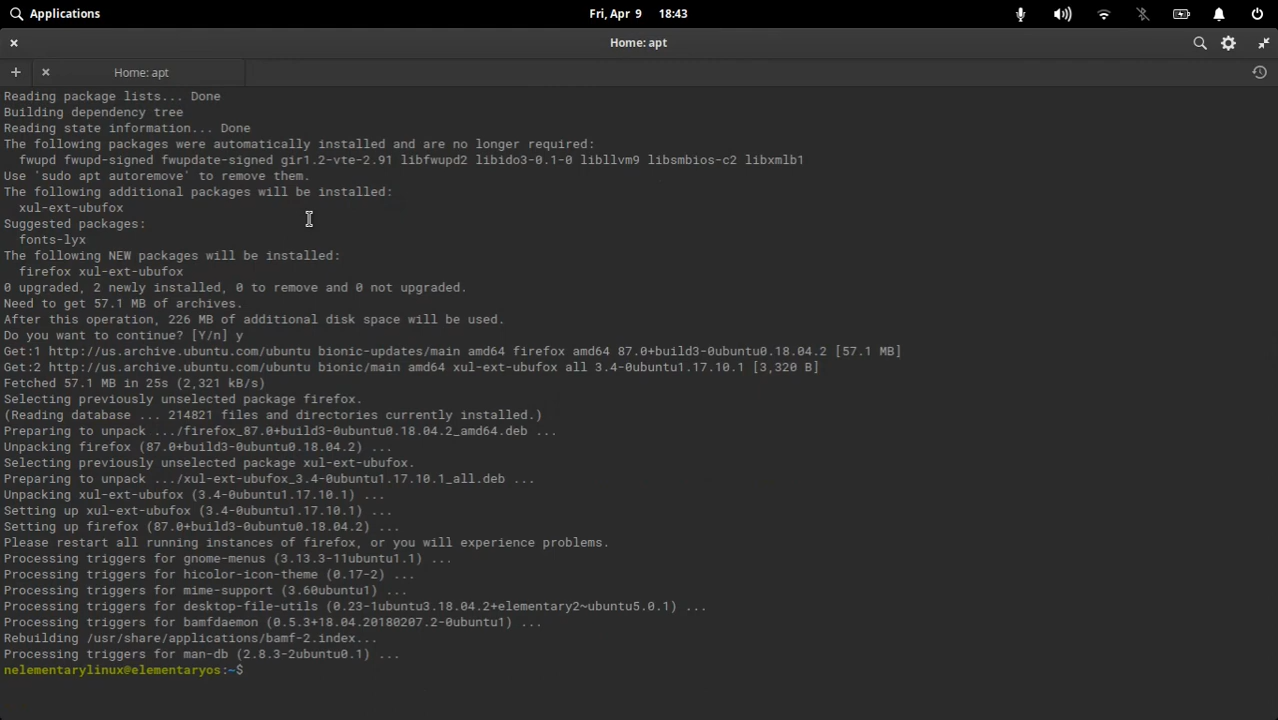 Applications
Fri, Apr 9 18:43
Home: apt
Home: apt
Reading package lists... Done
Building dependency tree
Reading state information... Done
The following packages were automatically installed and are no longer required:
fwupd fwupd-signed fwupdate-signed gir1.2-vte-2.91 libfwupd2 libido3-0.1-0 libllvm9 libsmbios-c2 libxmlb1
Use 'sudo apt autoremove' to remove them.
The following additional packages will be installed:
xul-ext-ubufox
Suggested packages:
fonts-lyx
The following NEW packages will be installed:
firefox xul-ext-ubufox
0 upgraded, 2 newly installed, 0 to remove and 0 not upgraded.
Need to get 57.1 MB of archives.
After this operation, 226 MB of additional disk space will be used.
Do you want to continue? [Y/n] y
Get:1 http://us.archive.ubuntu.com/ubuntu bionic-updates/main amd64 firefox amd64 87.0+build3-0ubuntu0.18.04.2 [57.1 MB]
Get:2 http://us.archive.ubuntu.com/ubuntu bionic/main amd64 xul-ext-ubufox all 3.4-0ubuntu1.17.10.1 [3,320 B]
Fetched 57.1 MB in 25s (2,321 kB/s)
Selecting previously unselected package firefox.
(Reading database ... 214821 files and directories currently installed.)
Preparing to unpack .../firefox_87.0+build3-0ubuntu0.18.04.2_amd64.deb ...
Unpacking firefox (87.0+build3-0ubuntu0.18.04.2) ...
Selecting previously unselected package xul-ext-ubufox.
Preparing to unpack .../xul-ext-ubufox_3.4-0ubuntu1.17.10.1_all.deb ...
Unpacking xul-ext-ubufox (3.4-0ubuntu1.17.10.1) ...
Setting up xul-ext-ubufox (3.4-0ubuntu1.17.10.1) ...
Setting up firefox (87.0+build3-0ubuntu0.18.04.2) ...
Please restart all running instances of firefox, or you will experience problems.
Processing triggers for gnome-menus (3.13.3-11ubuntu1.1) ...
Processing triggers for hicolor-icon-theme (0.17-2) ...
Processing triggers for mime-support (3.60ubuntu1) ...
Processing triggers for desktop-file-utils (0.23-1ubuntu3.18.04.2+elementary2~ubuntu5.0.1) ...
Processing triggers for bamfdaemon (0.5.3+18.04.20180207.2-0ubuntu1) ...
Rebuilding /usr/share/applications/bamf-2.index...
Processing triggers for man-db (2.8.3-2ubuntu0.1) ...
nelementarylinux@elementaryos:~$